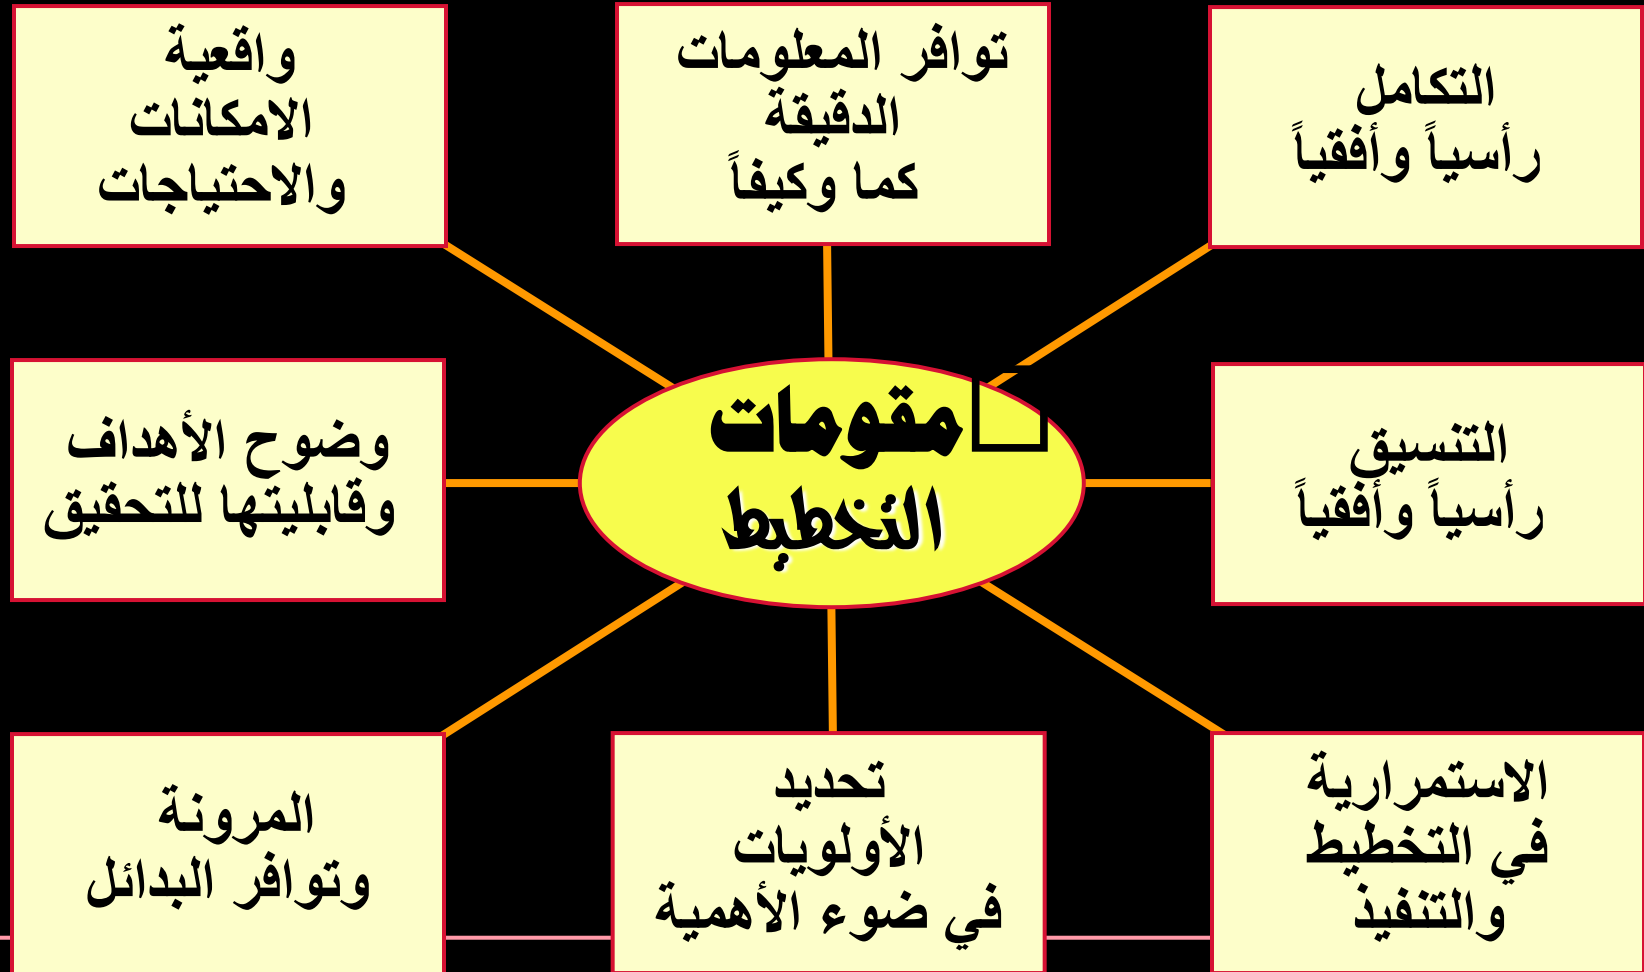 التكامل
رأسياً وأفقياً
توافر المعلومات
الدقيقة
كما وكيفاً
واقعية
الامكانات
والاحتياجات
التنسيق
رأسياً وأفقياً
مقومات
التخطيط
وضوح الأهداف
وقابليتها للتحقيق
الاستمرارية
في التخطيط
والتنفيذ
تحديد
الأولويات
في ضوء الأهمية
المرونة
وتوافر البدائل